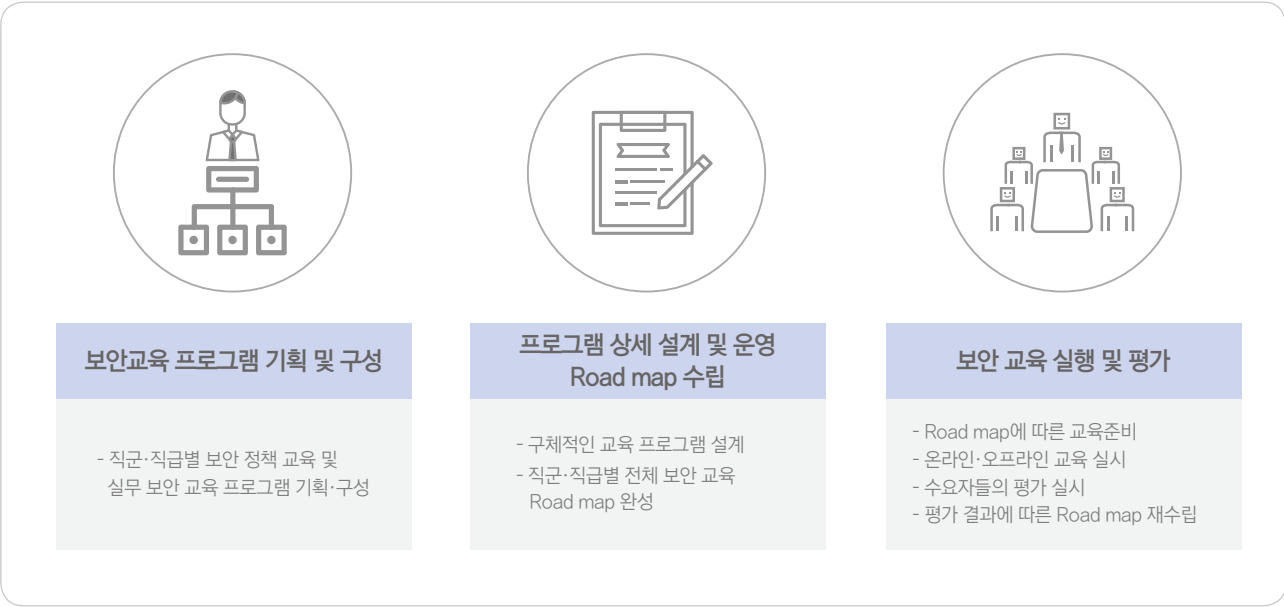 보안교육 프로그램 기획 및 구성
- 직군·직급별 보안 정책 교육 및
실무 보안 교육 프로그램 기획·구성
프로그램 상세 설계 및 운영
Road map 수립
- 구체적인 교육 프로그램 설계
- 직군·직급별 전체 보안 교육
Road map 완성
보안 교육 실행 및 평가
- Road map에 따른 교육준비
- 온라인·오프라인 교육 실시
- 수요자들의 평가 실시
- 평가 결과에 따른 Road map 재수립